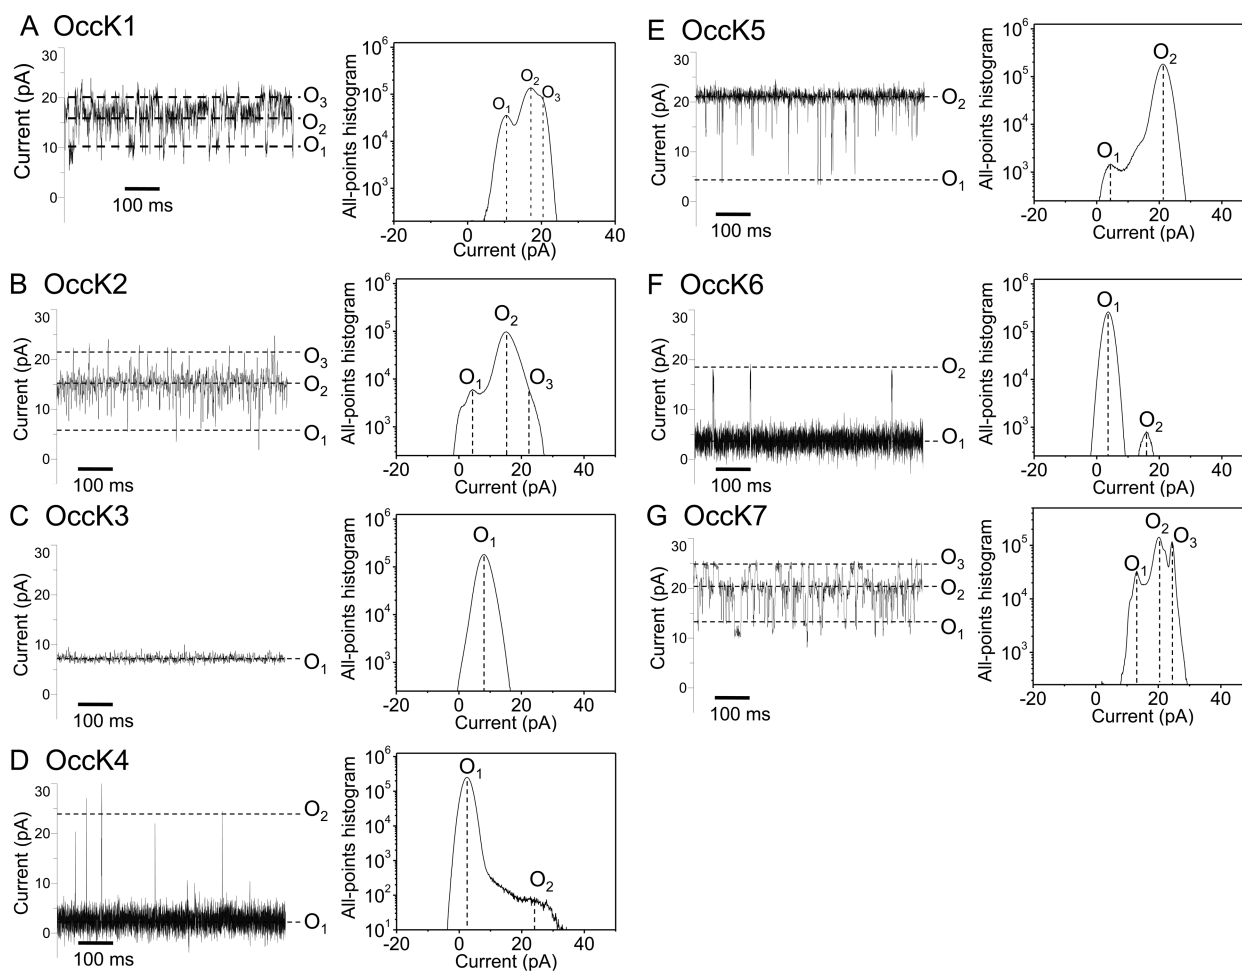 A OccK1
Current (pA)
30
20
10
0
O3
O2
O1
100 ms
All-points histogram
10^6
10^5
10^4
10^3
O1
O2
O3
-20 0 20 40
Current (pA)
B OccK2
Current (pA)
30
20
10
0
O3
O2
O1
100 ms
All-points histogram
10^6
10^5
10^4
10^3
O1
O2
O3
-20 0 20 40
Current (pA)
C OccK3
Current (pA)
30
20
10
0
O1
100 ms
All-points histogram
10^6
10^5
10^4
10^3
O1
-20 0 20 40
Current (pA)
D OccK4
Current (pA)
30
20
10
0
O2
O1
100 ms
All-points histogram
10^6
10^5
10^4
10^3
10^2
10^1
O1
O2
-20 0 20 40
Current (pA)
E OccK5
Current (pA)
30
20
10
0
O2
O1
100 ms
All-points histogram
10^6
10^5
10^4
10^3
O1
O2
-20 0 20 40
Current (pA)
F OccK6
Current (pA)
30
20
10
0
O2
O1
100 ms
All-points histogram
10^6
10^5
10^4
10^3
O1
O2
-20 0 20 40
Current (pA)
G OccK7
Current (pA)
30
20
10
0
O3
O2
O1
100 ms
All-points histogram
10^5
10^4
10^3
O1
O2
O3
-20 0 20 40
Current (pA)